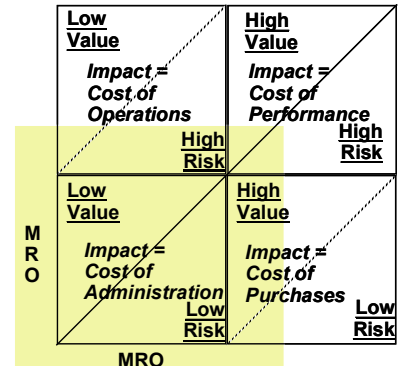 Low
Value
Impact =
Cost of
Operations
High
Risk
High
Value
Impact =
Cost of
Performance
High
Risk
M
R
O
Low
Value
Impact =
Cost of
Administration
Low
Risk
High
Value
Impact =
Cost of
Purchases
Low
Risk
MRO